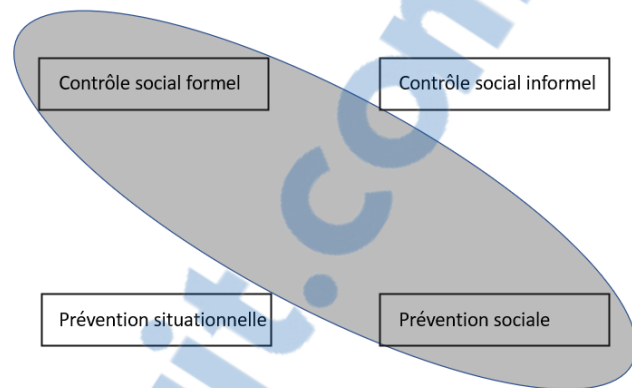 Contrôle social formel
Contrôle social informel
Prévention situationnelle
Prévention sociale